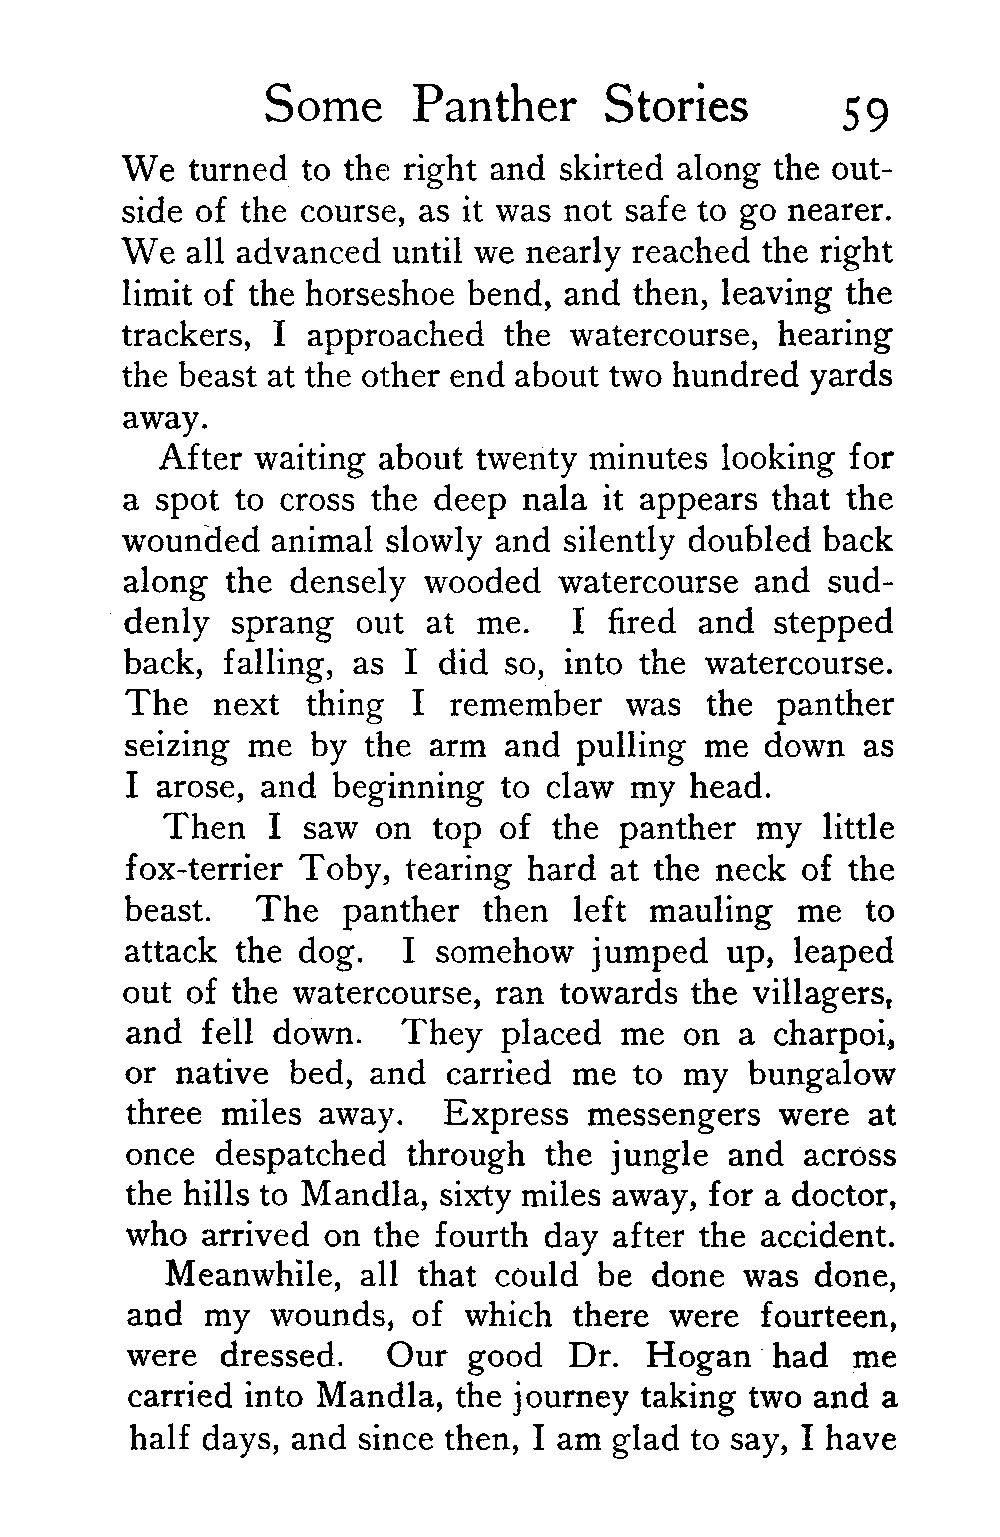 Some Panther Stories 59
We turned to the right and skirted along the out-
side of the course, as it was not safe to go nearer.
We all advanced until we nearly reached the right
limit of the horseshoe bend, and then, leaving the
trackers, I approached the watercourse, hearing
the beast at the other end about two hundred yards
away.
After waiting about twenty minutes looking for
a spot to cross the deep nala it appears that the
wounded animal slowly and silently doubled back
along the densely wooded watercourse and sud-
denly sprang out at me. I fired and stepped
back, falling, as I did so, into the watercourse.
The next thing I remember was the panther
seizing me by the arm and pulling me down as
I arose, and beginning to claw my head.
Then I saw on top of the panther my little
fox-terrier Toby, tearing hard at the neck of the
beast. The panther then left mauling me to
attack the dog. I somehow jumped up, leaped
out of the watercourse, ran towards the villagers,
and fell down. They placed me on a charpoi,
or native bed, and carried me to my bungalow
three miles away. Express messengers were at
once despatched through the jungle and across
the hills to Mandla, sixty miles away, for a doctor,
who arrived on the fourth day after the accident.
Meanwhile, all that could be done was done,
and my wounds, of which there were fourteen,
were dressed. Our good Dr. Hogan had me
carried into Mandla, the journey taking two and a
half days, and since then, I am glad to say, I have